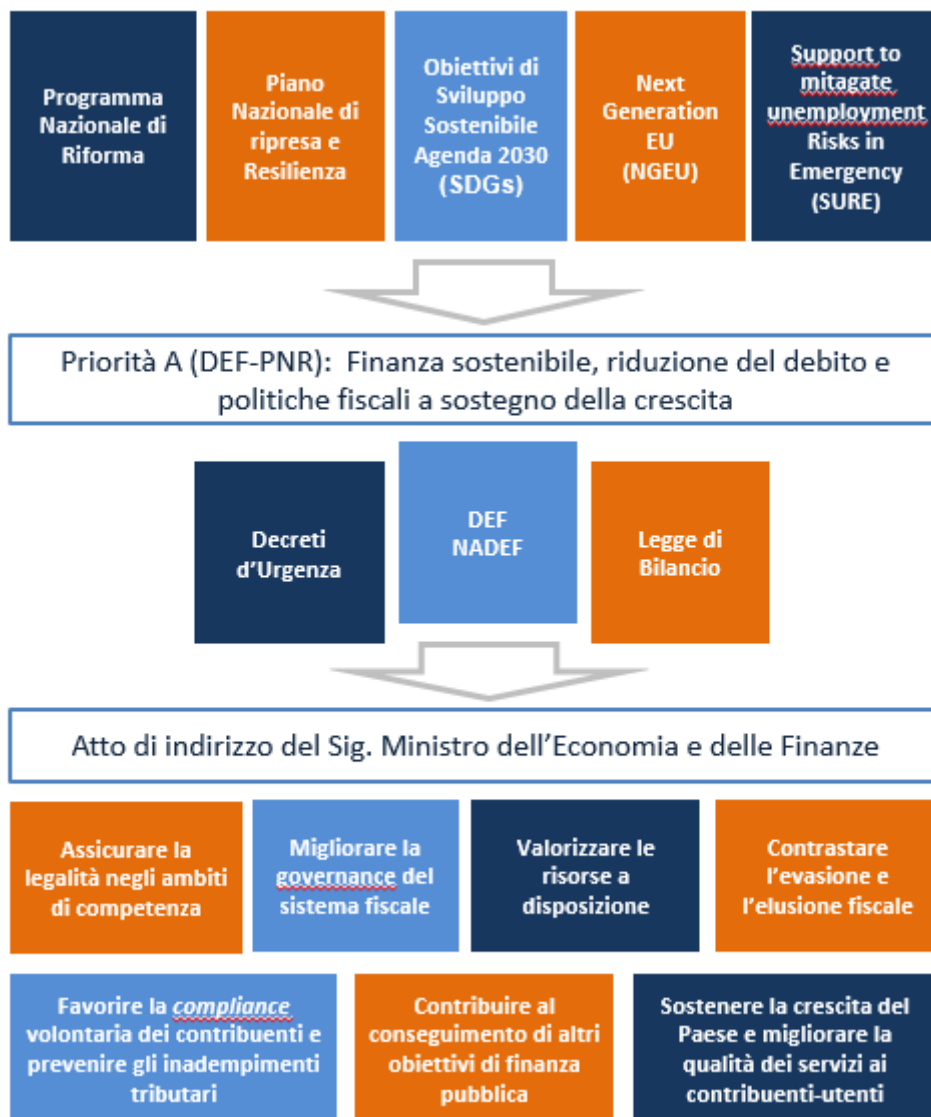 Programma
Nazionale di
Riforma
Piano
Nazionale di
ripresa e
Resilienza
Obiettivi di
Sviluppo
Sostenibile
Agenda 2030
(SDGs)
Next
Generation
EU
(NGEU)
Support to
mitagate
unemployment
Risks in
Emergency
(SURE)
Priorità A (DEF-PNR): Finanza sostenibile, riduzione del debito e
politiche fiscali a sostegno della crescita
Decreti
d’Urgenza
DEF
NADEF
Legge di
Bilancio
Atto di indirizzo del Sig. Ministro dell’Economia e delle Finanze
Assicurare la
legalità negli ambiti
di competenza
Migliorare la
governance del
sistema fiscale
Valorizzare le
risorse a
disposizione
Contrastare
l’evasione e
l’elusione fiscale
Favorire la compliance
volontaria dei contribuenti e
prevenire gli inadempimenti
tributari
Contribuire al
conseguimento di altri
obiettivi di finanza
pubblica
Sostenere la crescita del
Paese e migliorare la
qualità dei servizi ai
contribuenti-utenti